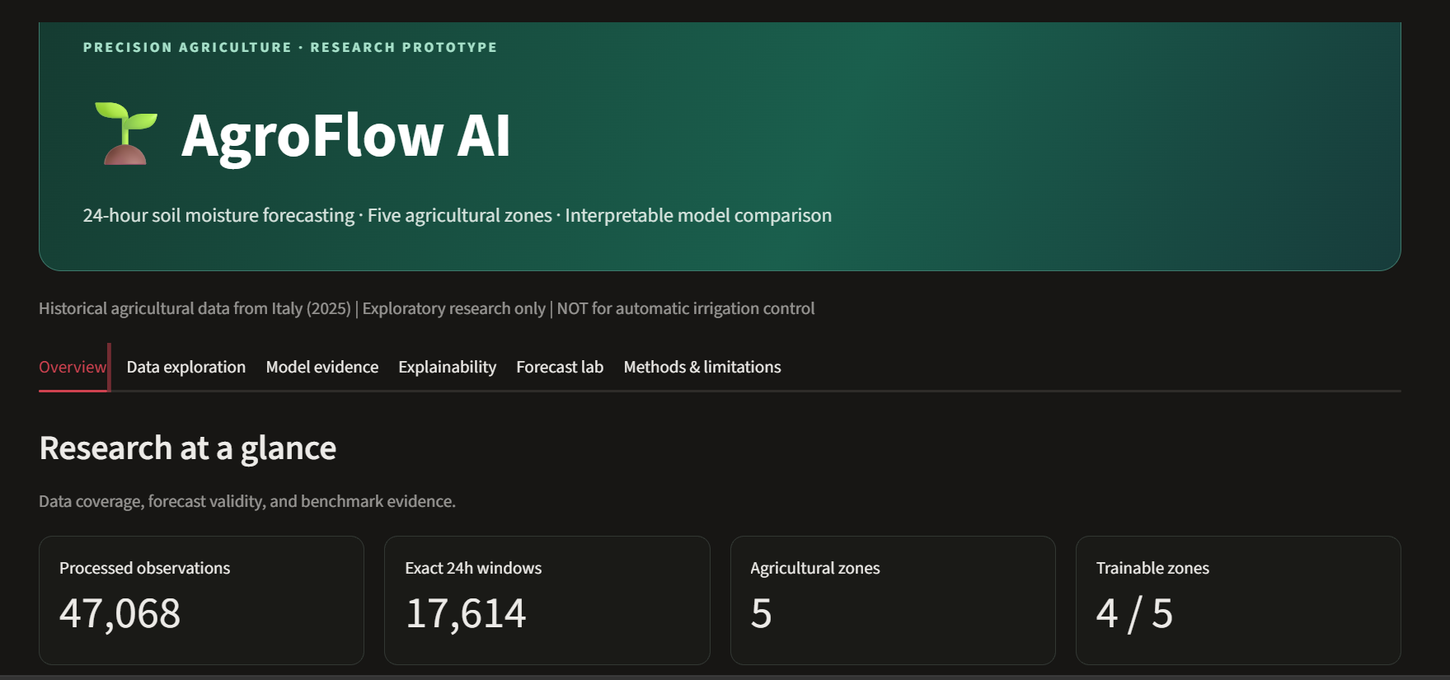 PRECISION AGRICULTURE · RESEARCH PROTOTYPE
AgroFlow AI
24-hour soil moisture forecasting · Five agricultural zones · Interpretable model comparison
Historical agricultural data from Italy (2025) | Exploratory research only | NOT for automatic irrigation control
Overview Data exploration Model evidence Explainability Forecast lab Methods & limitations
Research at a glance
Data coverage, forecast validity, and benchmark evidence.
Processed observations Exact 24h windows Agricultural zones Trainable zones
47,068 17,614 5 4 / 5